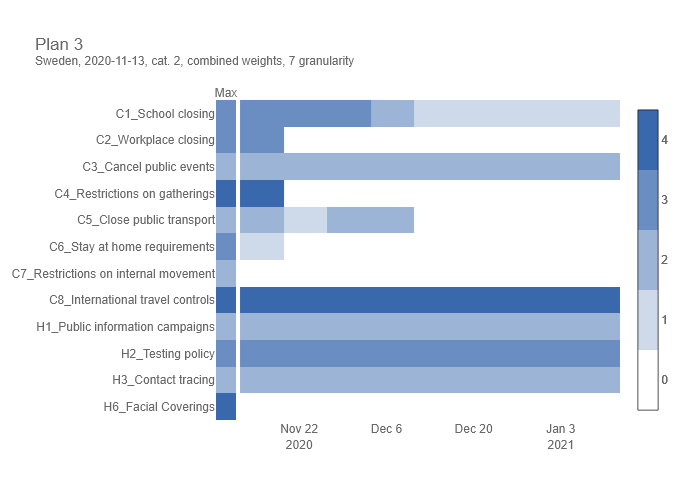 Plan 3
Sweden, 2020-11-13, cat. 2, combined weights, 7 granularity
Max
C1_School closing
C2_Workplace closing
C3_Cancel public events
C4_Restrictions on gatherings
C5_Close public transport
C6_Stay at home requirements
C7_Restrictions on internal movement
C8_International travel controls
H1_Public information campaigns
H2_Testing policy
H3_Contact tracing
H6_Facial Coverings
4
3
2
1
0
Nov 22 Dec 6 Dec 20 Jan 3
2020 2021